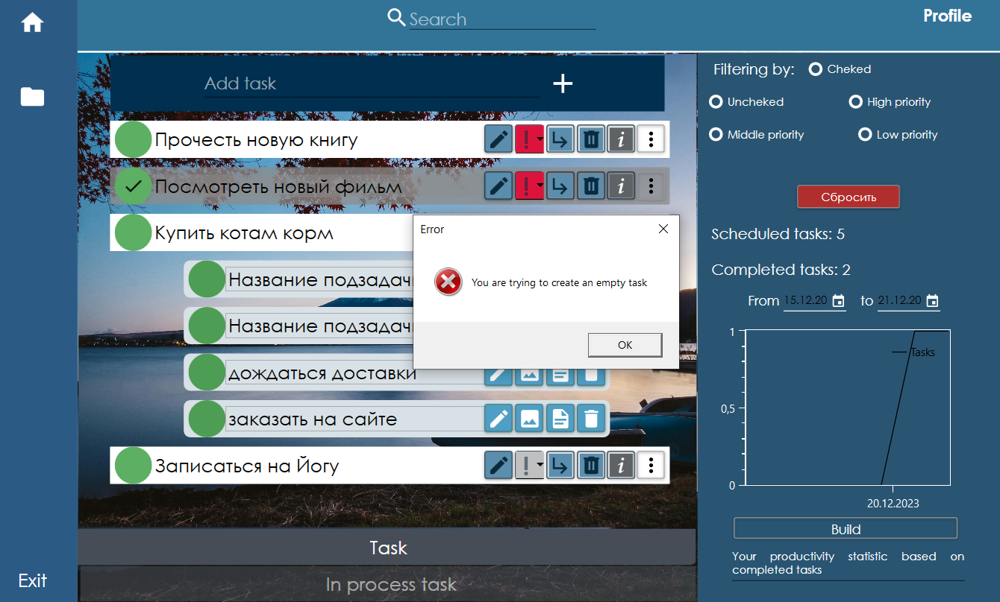 Search
Profile
Add task
Filtering by:
Cheked
Uncheked
High priority
Middle priority
Low priority
Прочесть новую книгу
Посмотреть новый фильм
Купить котам корм
Название подзадачи
Название подзадачи
дождаться доставки
заказать на сайте
Записаться на Йогу
Error
You are trying to create an empty task
OK
Сбросить
Scheduled tasks: 5
Completed tasks: 2
From 15.12.20 to 21.12.20
1
Tasks
0,5
0
20.12.2023
Build
Your productivity statistic based on
completed tasks
Task
In process task
Exit